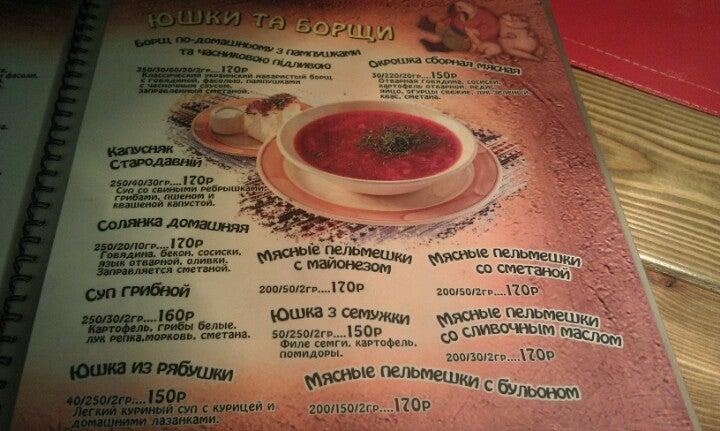 ЮШКИ ТА БОРЩИ
Борщ по-домашньому з пампушками
та часниковою підливою
250/30/60/20/2гр....170Р
Классический украинский наваристый борщ
с говядиной, фасолью, пампушками
с чесночным соусом,
заправленной сметаной.
Окрошка сборная мясная
30/220/20гр...150Р
Отварная говядина, сосиски,
картофель отварной, редис,
яйцо, огурцы свежие, лук зеленый,
квас, сметана.
Капусняк
Стародавній
250/40/30гр....170Р
Суп со свиными ребрышками,
грибами, пшеном и
квашеной капустой.
Солянка домашняя
250/20/10гр...170Р
Говядина, бекон, сосиски,
язык отварной, оливки.
Заправляется сметаной.
Суп грибной
250/30/2гр....160Р
Картофель, грибы белые,
лук репка,морковь, сметана.
Юшка из рябушки
40/250/2гр....150Р
Легкий куриный суп с курицей и
домашними лазанками.
Мясные пельмешки
с майонезом
200/50/2гр....170Р
Юшка з семужки
50/250/2гр....150Р
Филе семги, картофель,
помидоры.
Мясные пельмешки с бульоном
200/150/2гр....170Р
Мясные пельмешки
со сметаной
200/50/2гр....170Р
Мясные пельмешки
со сливочным маслом
200/30/2гр....170Р